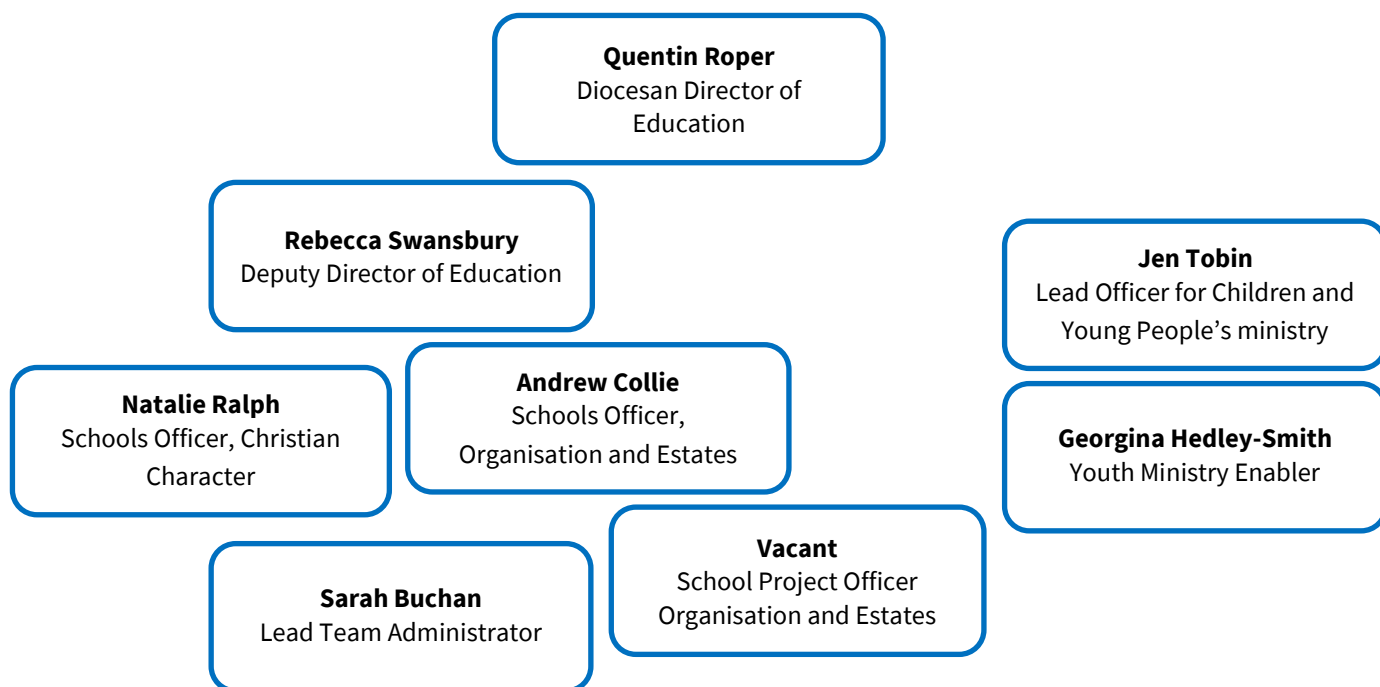 Quentin Roper
Diocesan Director of
Education
Rebecca Swansbury
Deputy Director of Education
Jen Tobin
Lead Officer for Children and
Young People’s ministry
Natalie Ralph
Schools Officer, Christian
Character
Andrew Collie
Schools Officer,
Organisation and Estates
Georgina Hedley-Smith
Youth Ministry Enabler
Sarah Buchan
Lead Team Administrator
Vacant
School Project Officer
Organisation and Estates